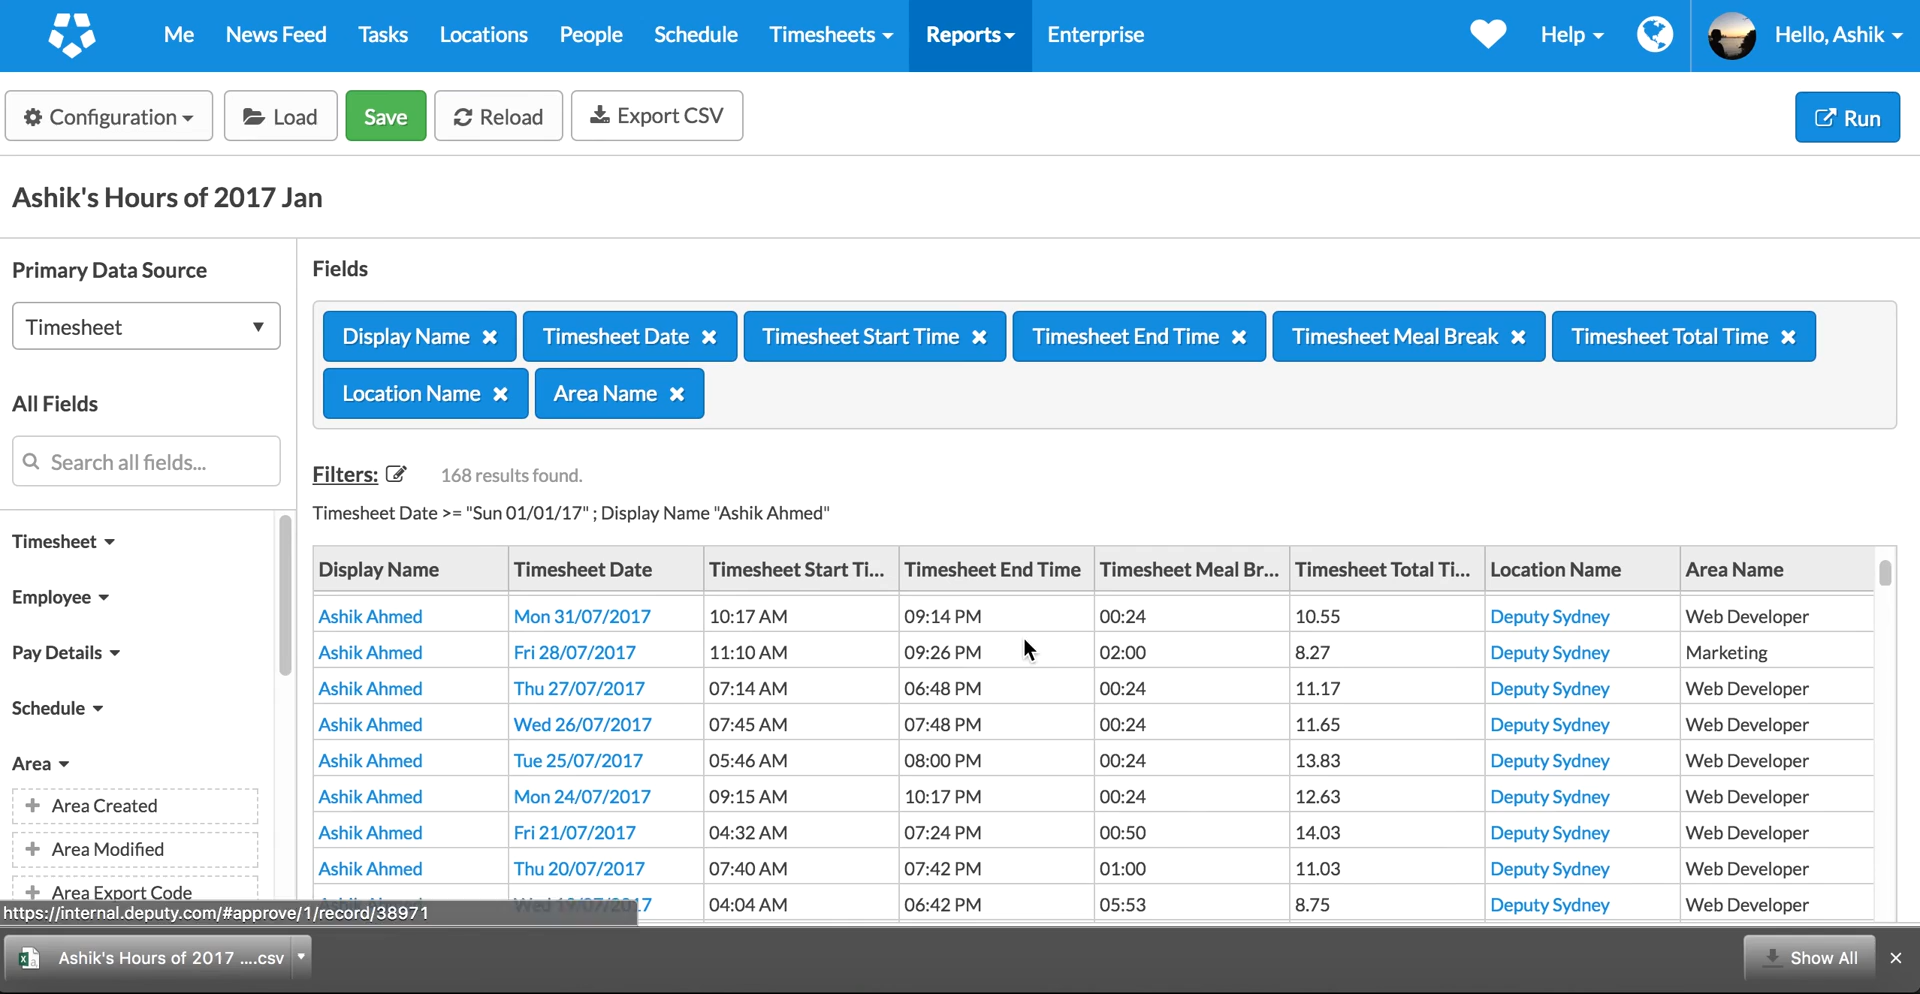 Me News Feed Tasks Locations People Schedule Timesheets Reports Enterprise Help Hello, Ashik
Configuration Load Save Reload Export CSV Run
Ashik's Hours of 2017 Jan
Primary Data Source
Timesheet
All Fields
Search all fields...
Timesheet
Employee
Pay Details
Schedule
Area
+ Area Created
+ Area Modified
+ Area Export Code
Fields
Display Name Timesheet Date Timesheet Start Time Timesheet End Time Timesheet Meal Break Timesheet Total Time
Location Name Area Name
Filters: 168 results found.
Timesheet Date >= "Sun 01/01/17" ; Display Name "Ashik Ahmed"
Display Name Timesheet Date Timesheet Start Ti... Timesheet End Time Timesheet Meal Br... Timesheet Total Ti... Location Name Area Name
Ashik Ahmed Mon 31/07/2017 10:17 AM 09:14 PM 00:24 10.55 Deputy Sydney Web Developer
Ashik Ahmed Fri 28/07/2017 11:10 AM 09:26 PM 02:00 8.27 Deputy Sydney Marketing
Ashik Ahmed Thu 27/07/2017 07:14 AM 06:48 PM 00:24 11.17 Deputy Sydney Web Developer
Ashik Ahmed Wed 26/07/2017 07:45 AM 07:48 PM 00:24 11.65 Deputy Sydney Web Developer
Ashik Ahmed Tue 25/07/2017 05:46 AM 08:00 PM 00:24 13.83 Deputy Sydney Web Developer
Ashik Ahmed Mon 24/07/2017 09:15 AM 10:17 PM 00:24 12.63 Deputy Sydney Web Developer
Ashik Ahmed Fri 21/07/2017 04:32 AM 07:24 PM 00:50 14.03 Deputy Sydney Web Developer
Ashik Ahmed Thu 20/07/2017 07:40 AM 07:42 PM 01:00 11.03 Deputy Sydney Web Developer
Wed 19/07/2017 04:04 AM 06:42 PM 05:53 8.75 Deputy Sydney Web Developer
https://internal.deputy.com/#approve/1/record/38971
Ashik's Hours of 2017 ....csv Show All